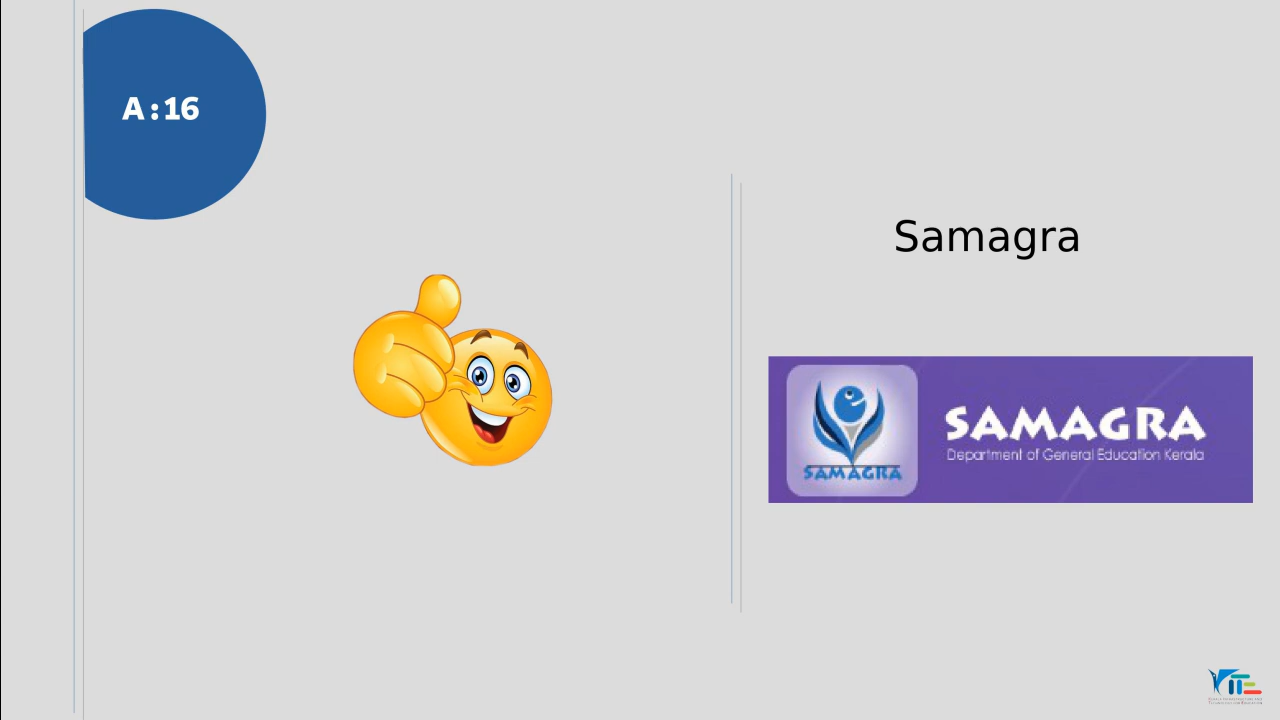 A:16
Samagra
SAMAGRA
SAMAGRA
Department of General Education Kerala